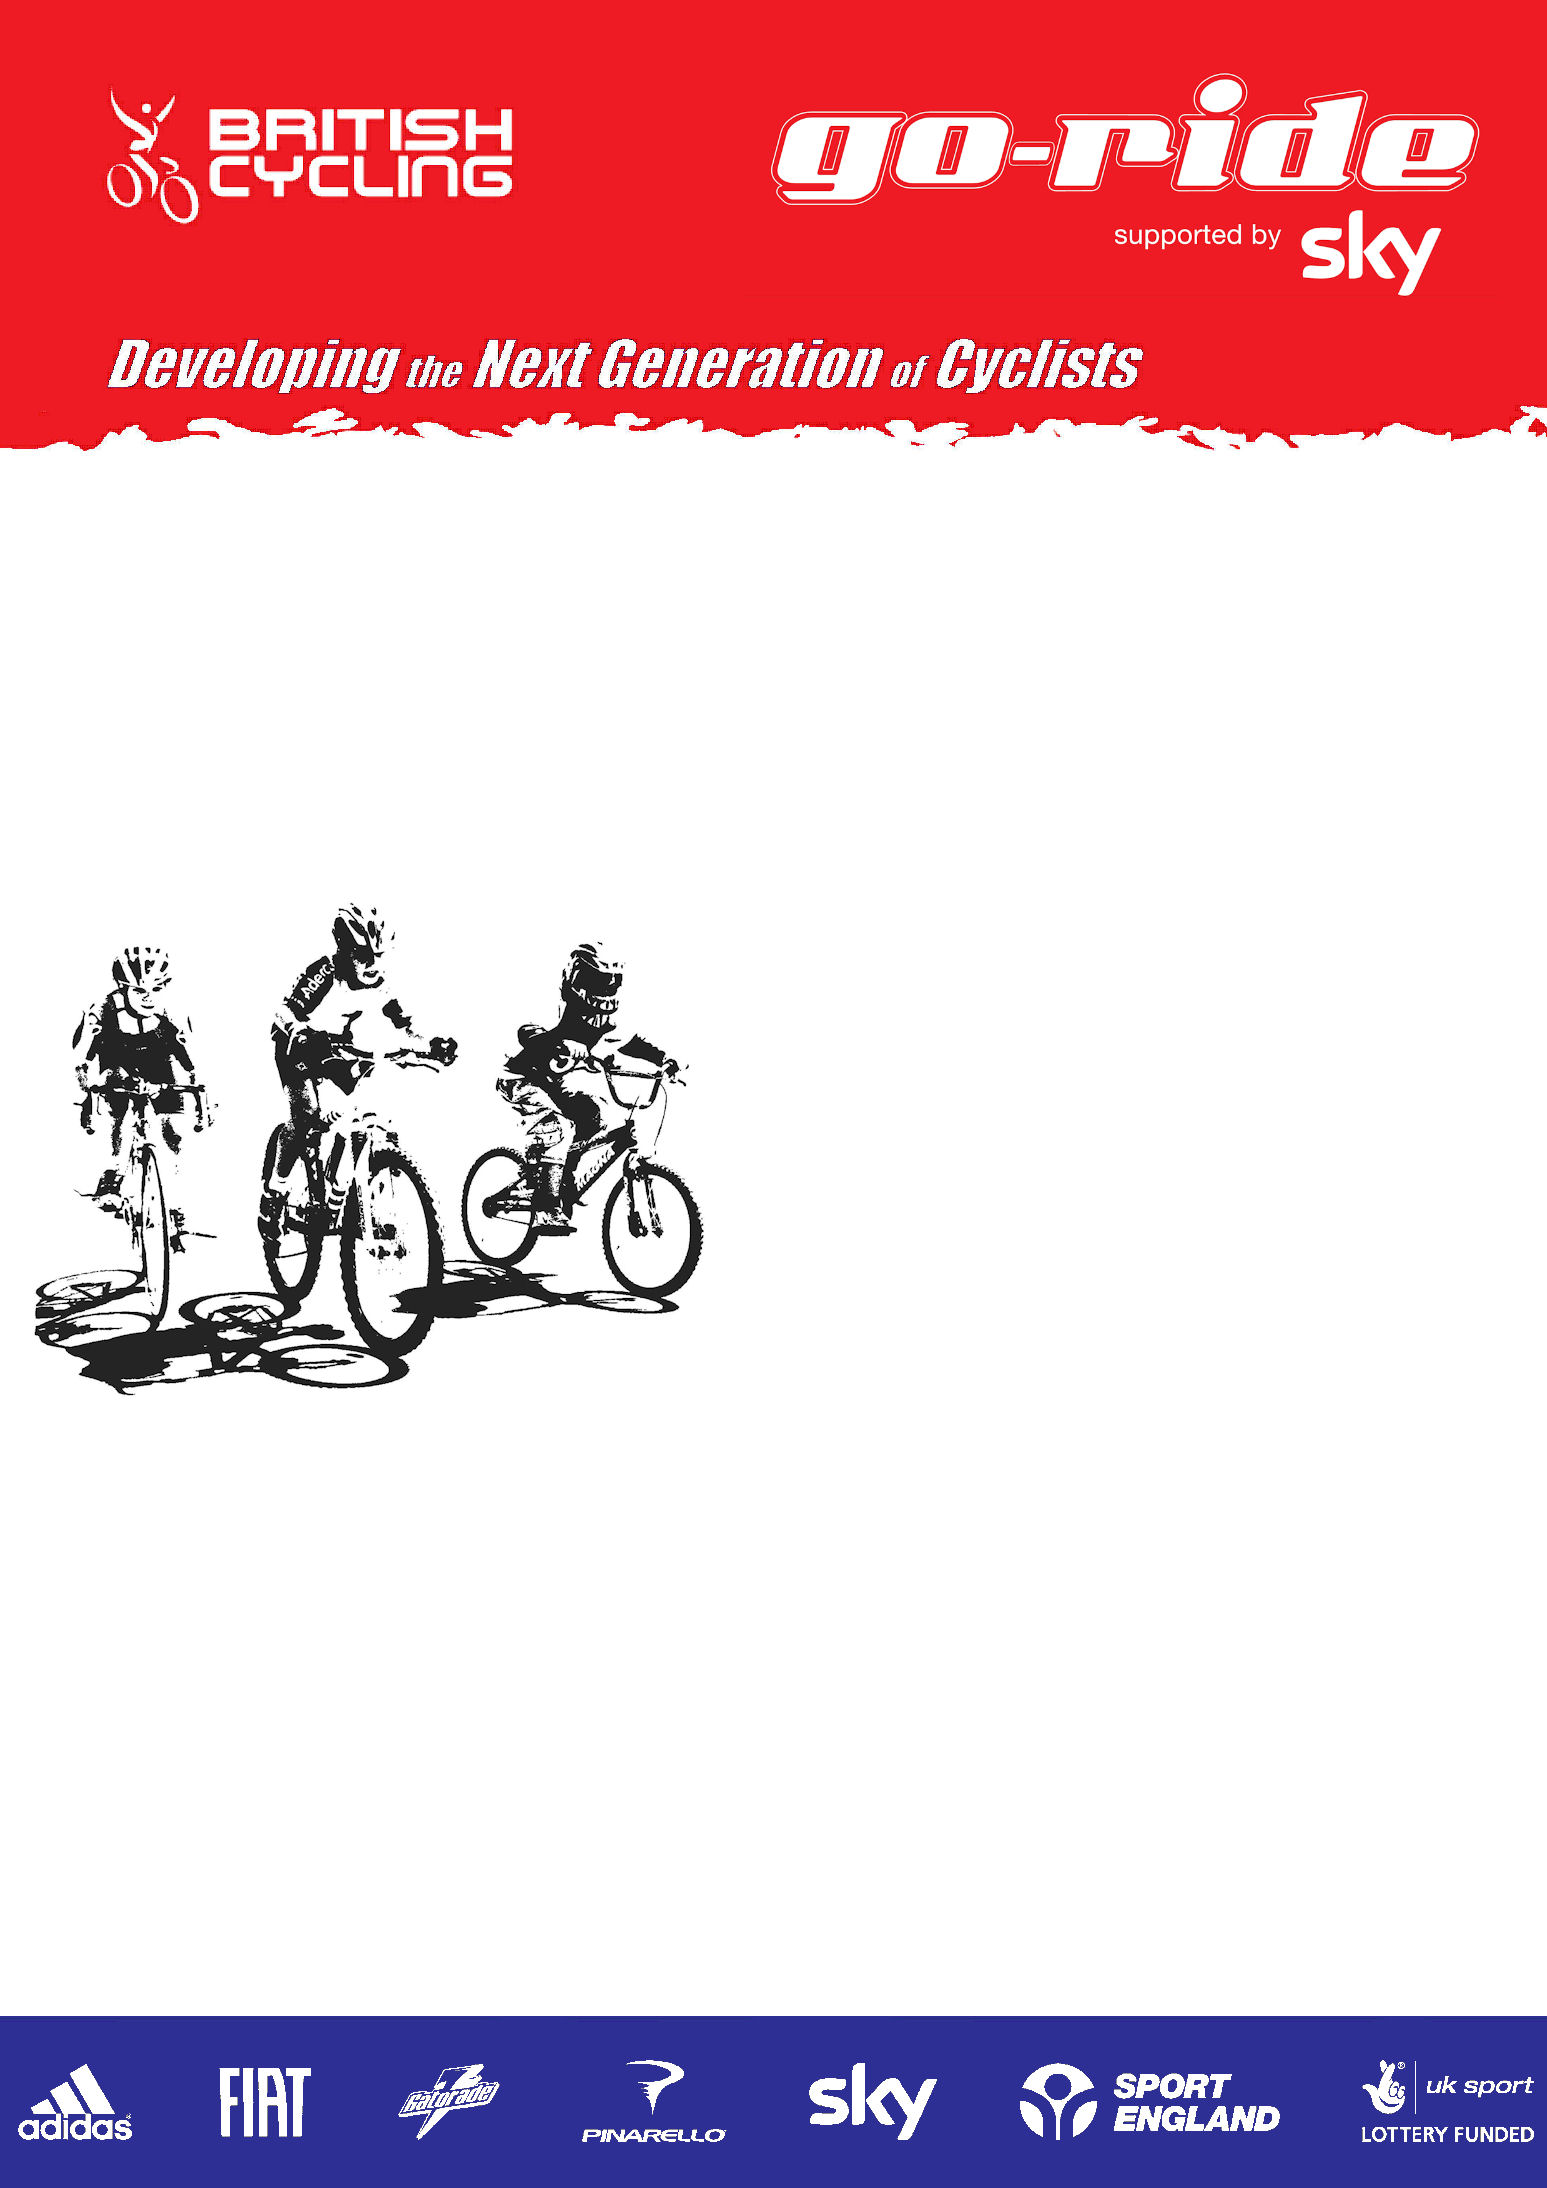 BRITISH
CYCLING
go-ride
supported by sky
Developing the Next Generation of Cyclists
Aderc
adidas
FIAT
Gatorade
PINARELLO
sky
SPORT
ENGLAND
uk sport
LOTTERY FUNDED